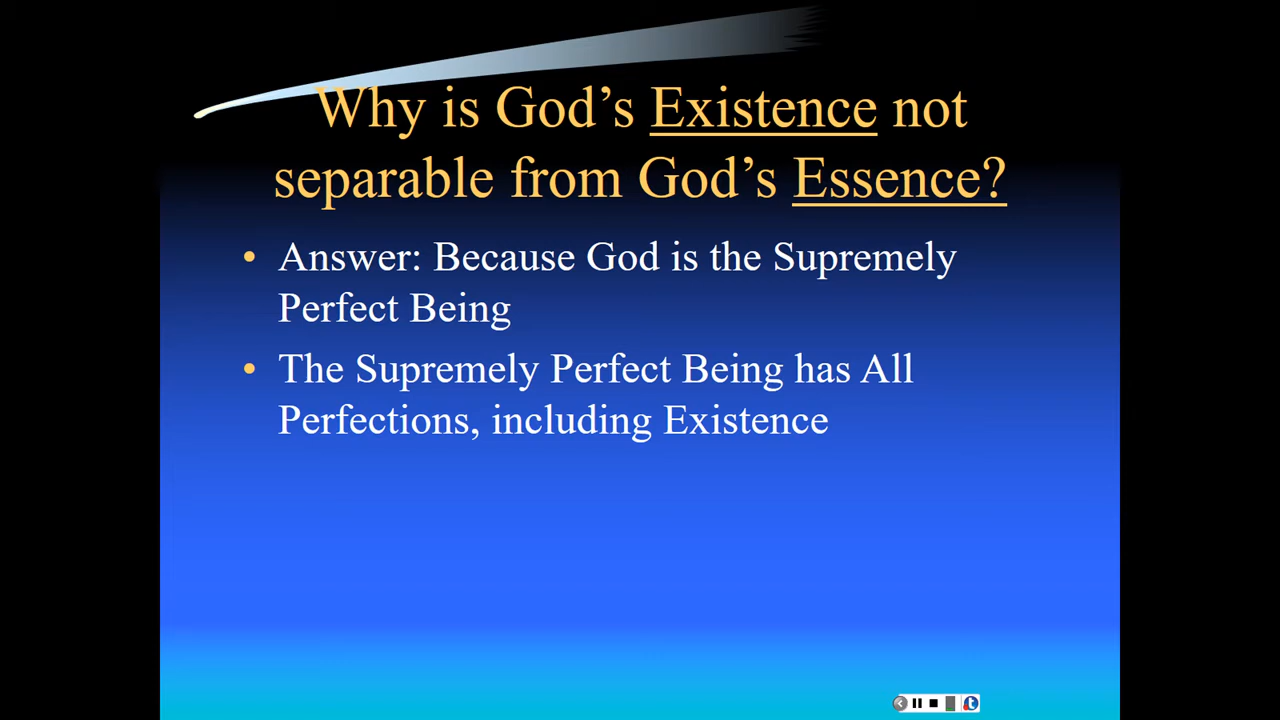 Why is God’s Existence not
separable from God’s Essence?
• Answer: Because God is the Supremely
Perfect Being
• The Supremely Perfect Being has All
Perfections, including Existence